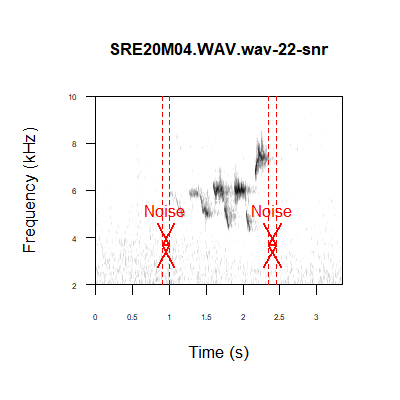 SRE20M04.WAV.wav-22-snr
Frequency (kHz)
10
8
6
4
2
Noise
Noise
0 0.5 1 1.5 2 2.5 3
Time (s)